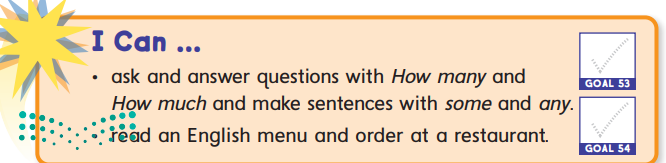 I Can ...
• ask and answer questions with How many and
How much and make sentences with some and any.
GOAL 53
• read an English menu and order at a restaurant.
GOAL 54